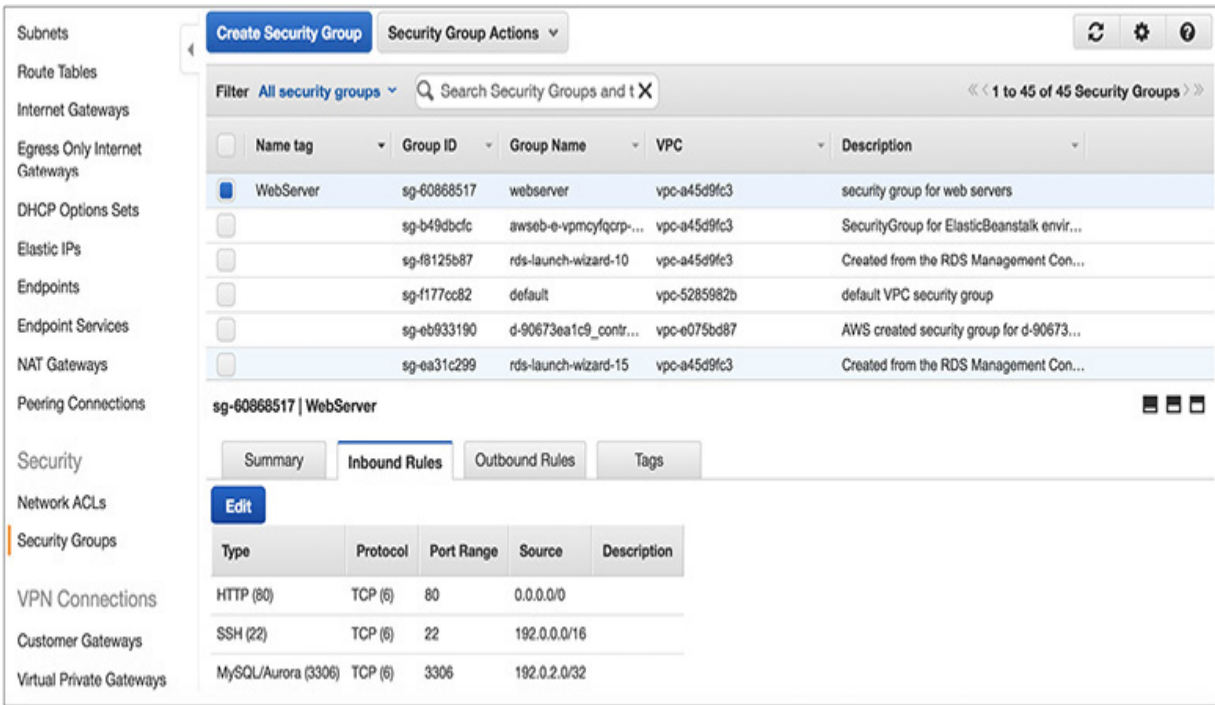 Subnets
Route Tables
Internet Gateways
Egress Only Internet
Gateways
DHCP Options Sets
Elastic IPs
Endpoints
Endpoint Services
NAT Gateways
Peering Connections
Security
Network ACLs
Security Groups
VPN Connections
Customer Gateways
Virtual Private Gateways
Create Security Group Security Group Actions
Filter All security groups Search Security Groups and t 1 to 45 of 45 Security Groups
Name tag Group ID Group Name VPC Description
WebServer sg-60868517 webserver vpc-a45d9fc3 security group for web servers
sg-b49dbcfc awseb-e-vpmcyfqcrp-... vpc-a45d9fc3 SecurityGroup for ElasticBeanstalk envir...
sg-f8125b87 rds-launch-wizard-10 vpc-a45d9fc3 Created from the RDS Management Con...
sg-f177cc82 default vpc-5285982b default VPC security group
sg-eb933190 d-90673ea1c9_contr... vpc-e075bd87 AWS created security group for d-90673...
sg-ea31c299 rds-launch-wizard-15 vpc-a45d9fc3 Created from the RDS Management Con...
sg-60868517 | WebServer
Summary Inbound Rules Outbound Rules Tags
Edit
Type Protocol Port Range Source Description
HTTP (80) TCP (6) 80 0.0.0.0/0
SSH (22) TCP (6) 22 192.0.0.0/16
MySQL/Aurora (3306) TCP (6) 3306 192.0.2.0/32